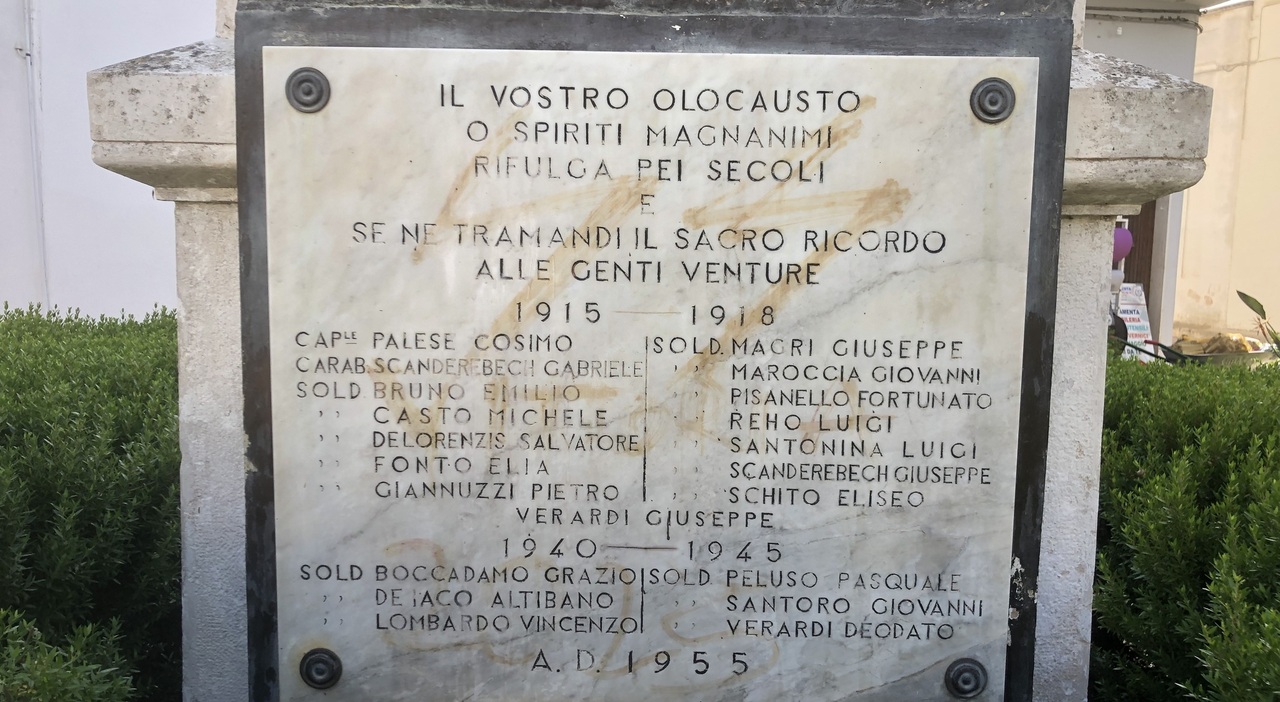 IL VOSTRO OLOCAUSTO
O SPIRITI MAGNANIMI
RIFULGA PEI SECOLI
E
SE NE TRAMANDI IL SACRO RICORDO
ALLE GENTI VENTURE
1915 — 1918
CAPLE PALESE COSIMO
CARAB. SCANDEREBECH GABRIELE
SOLD BRUNO EMILIO
,, CASTO MICHELE
,, DELORENZIS SALVATORE
,, FONTO ELIA
,, GIANNUZZI PIETRO
SOLD. MAGRI GIUSEPPE
,, MAROCCIA GIOVANNI
,, PISANELLO FORTUNATO
,, REHO LUIGI
,, SANTONINA LUIGI
,, SCANDEREBECH GIUSEPPE
,, SCHITO ELISEO
VERARDI GIUSEPPE
1940 — 1945
SOLD BOCCADAMO GRAZIO
,, DE IACO ALTIBANO
,, LOMBARDO VINCENZO
SOLD. PELUSO PASQUALE
,, SANTORO GIOVANNI
,, VERARDI DEODATO
A. D. 1955